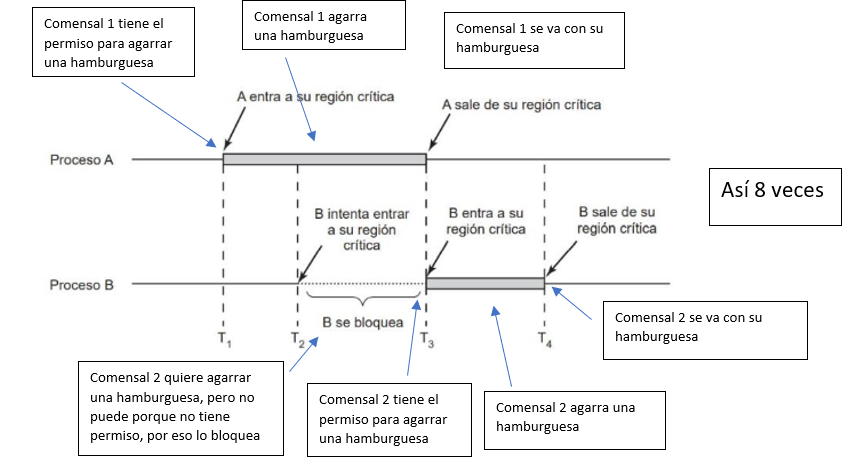 Comensal 1 tiene el
permiso para agarrar
una hamburguesa
Comensal 1 agarra
una hamburguesa
Comensal 1 se va con su
hamburguesa
A entra a su región crítica
A sale de su región crítica
Proceso A
Así 8 veces
B intenta entrar
a su región
crítica
B entra a su
región crítica
B sale de su
región crítica
Proceso B
B se bloquea
T1
T2
T3
T4
Comensal 2 se va con su
hamburguesa
Comensal 2 quiere agarrar
una hamburguesa, pero no
puede porque no tiene
permiso, por eso lo bloquea
Comensal 2 tiene el
permiso para agarrar
una hamburguesa
Comensal 2 agarra una
hamburguesa